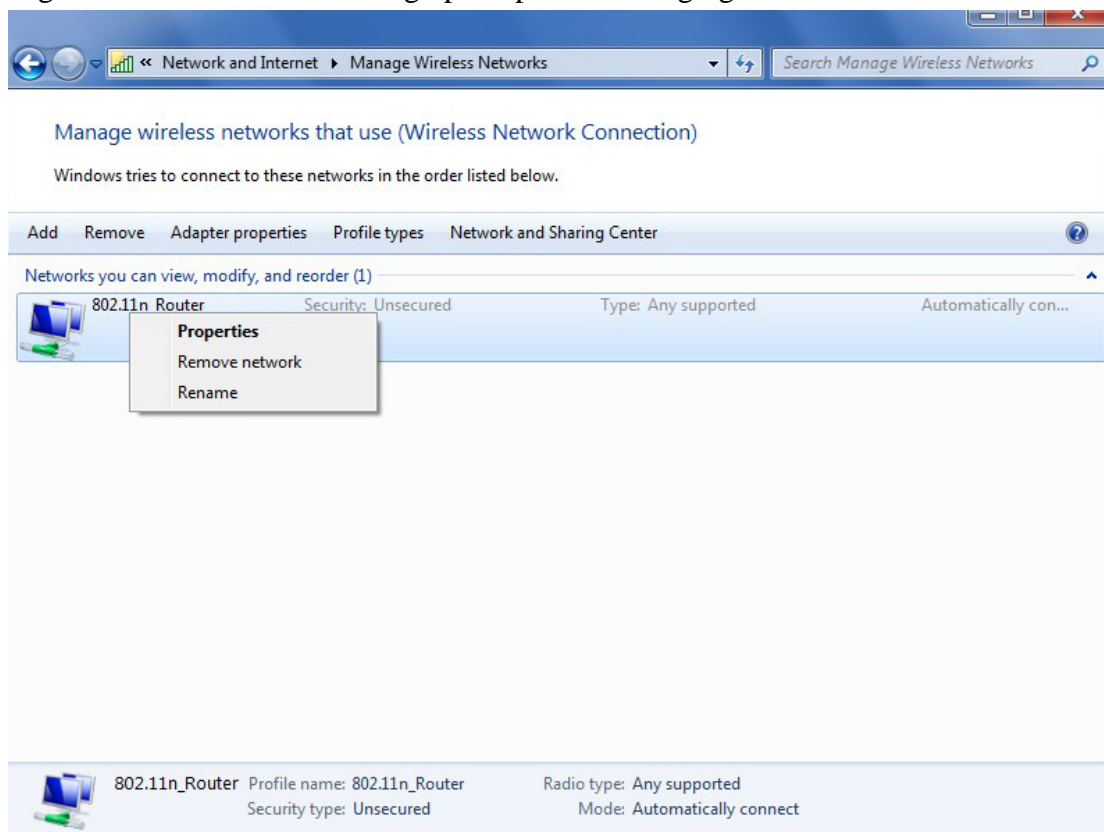 « Network and Internet ▸ Manage Wireless Networks
Search Manage Wireless Networks
Manage wireless networks that use (Wireless Network Connection)
Windows tries to connect to these networks in the order listed below.
Add Remove Adapter properties Profile types Network and Sharing Center
Networks you can view, modify, and reorder (1)
802.11n_Router Security: Unsecured Type: Any supported Automatically con...
Properties
Remove network
Rename
802.11n_Router Profile name: 802.11n_Router Radio type: Any supported
Security type: Unsecured Mode: Automatically connect